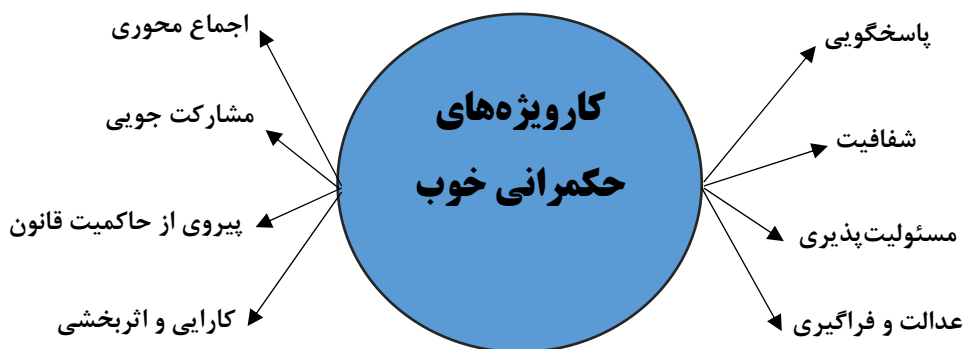 کارویژه‌های
حکمرانی خوب
پاسخگویی
شفافیت
مسئولیت‌پذیری
عدالت و فراگیری
اجماع محوری
مشارکت جویی
پیروی از حاکمیت قانون
کارایی و اثربخشی